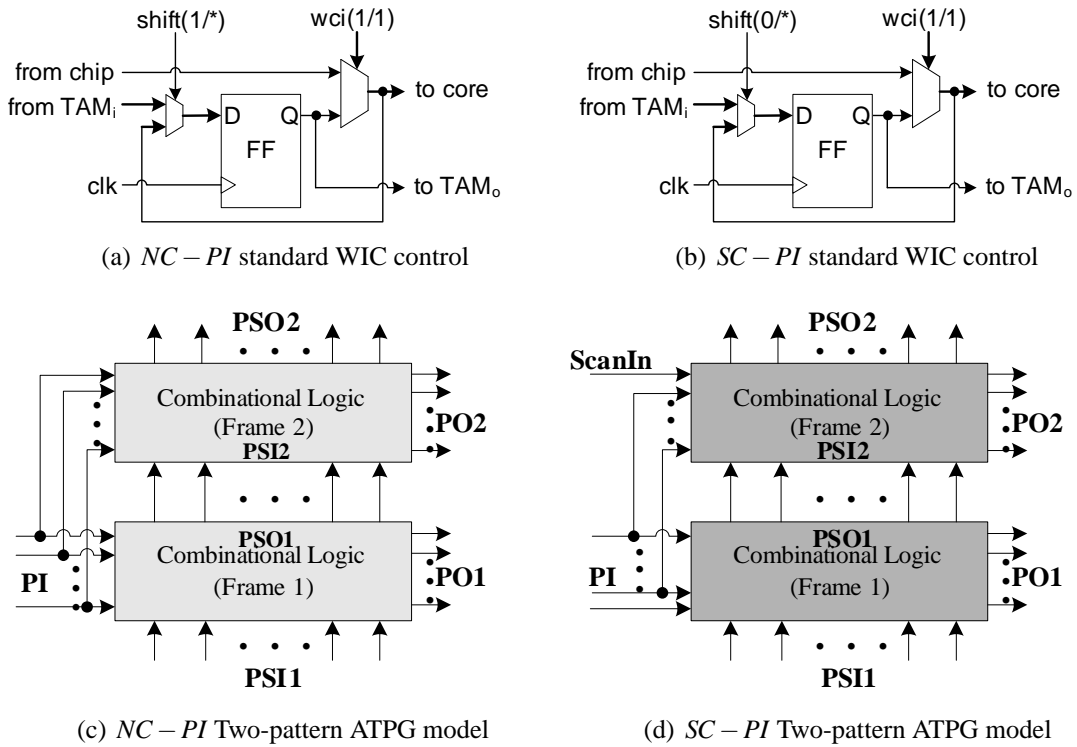 shift(1/*)
wci(1/1)
from chip
from TAMi
to core
D
Q
FF
clk
to TAMo
(a) NC – PI standard WIC control
shift(0/*)
wci(1/1)
from chip
from TAMi
to core
D
Q
FF
clk
to TAMo
(b) SC – PI standard WIC control
PSO2
Combinational Logic
(Frame 2)
PSI2
PO2
PSO1
Combinational Logic
(Frame 1)
PI
PO1
PSI1
(c) NC – PI Two-pattern ATPG model
PSO2
ScanIn
Combinational Logic
(Frame 2)
PSI2
PO2
PSO1
Combinational Logic
(Frame 1)
PI
PO1
PSI1
(d) SC – PI Two-pattern ATPG model